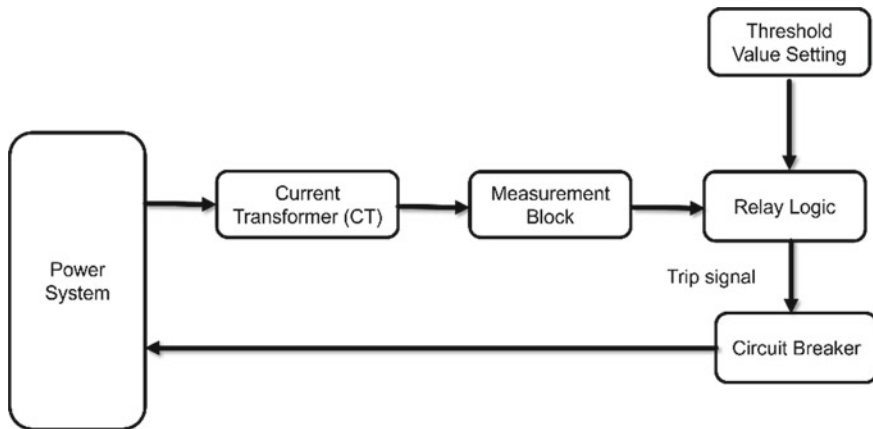 Threshold
Value Setting
Current
Transformer (CT)
Measurement
Block
Relay Logic
Power
System
Trip signal
Circuit Breaker